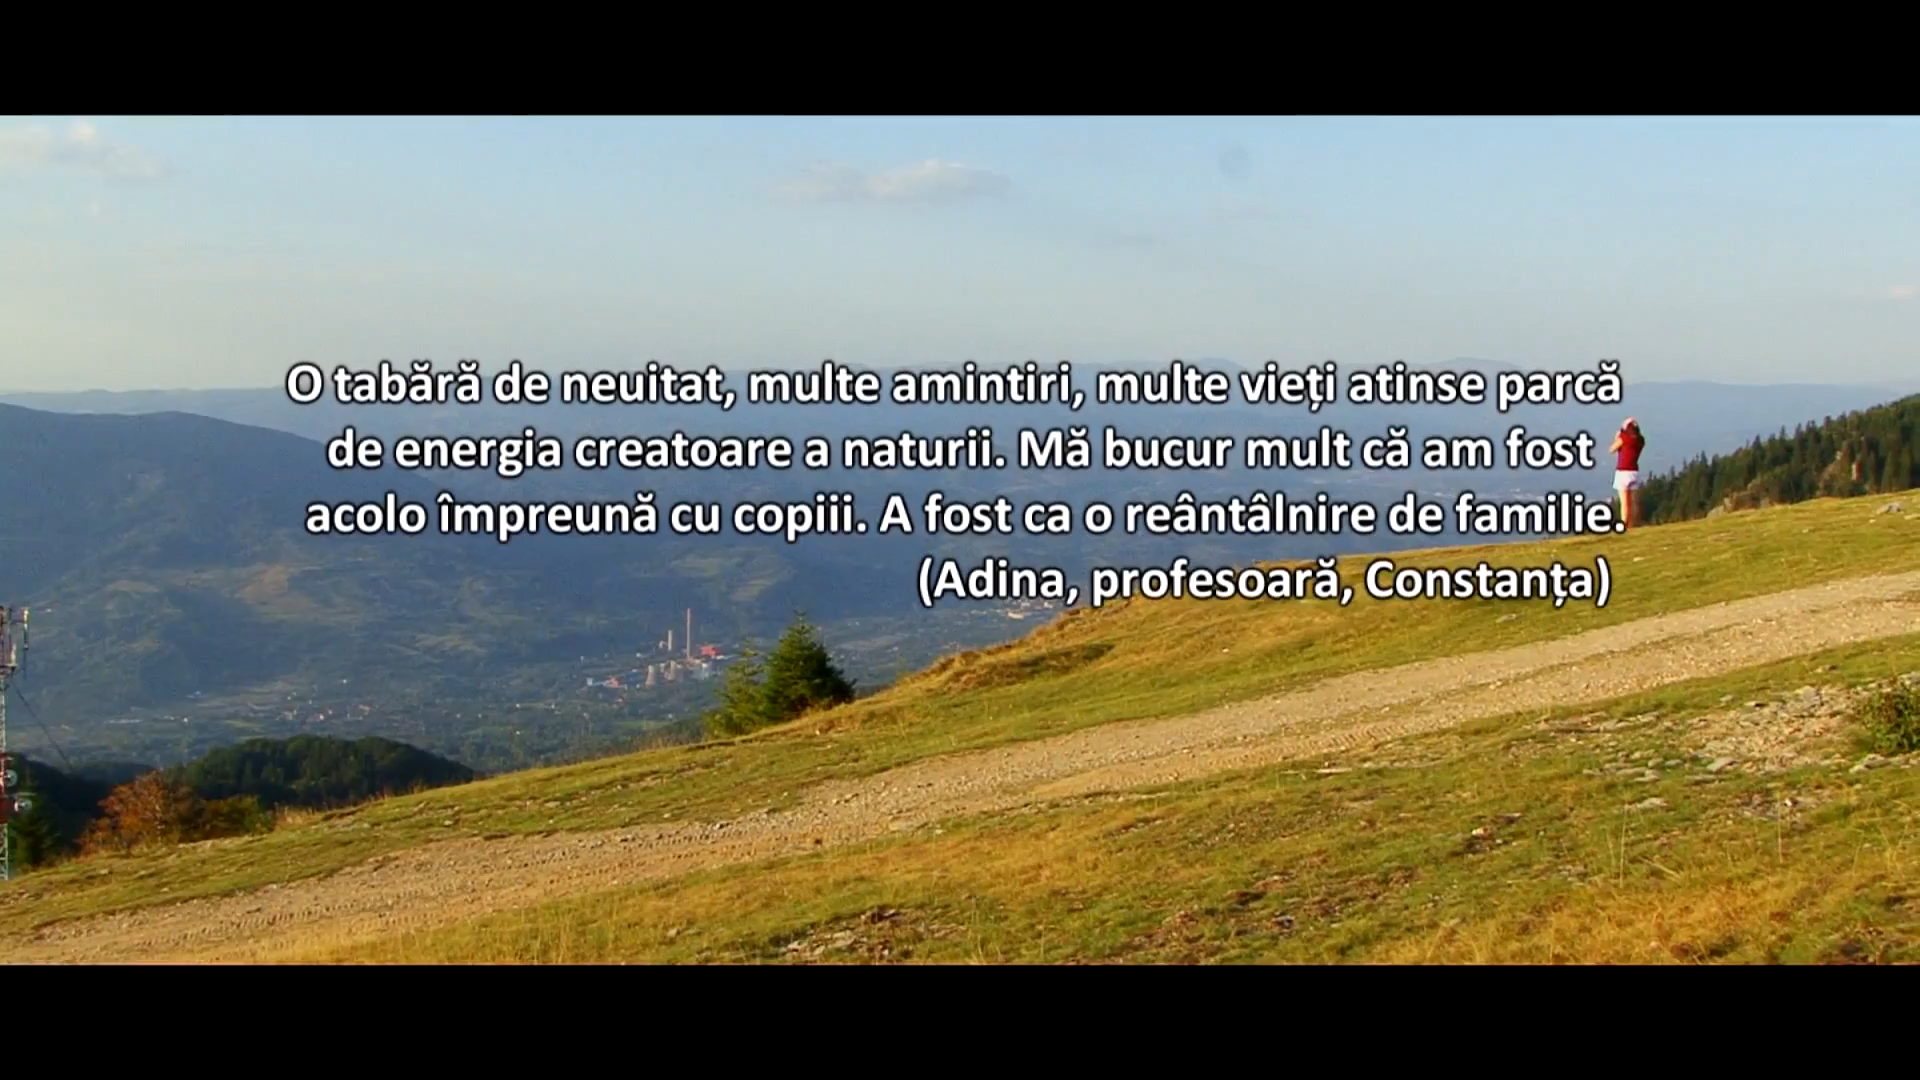 O tabără de neuitat, multe amintiri, multe vieți atinse parcă
de energia creatoare a naturii. Mă bucur mult că am fost
acolo împreună cu copiii. A fost ca o reântâlnire de familie.
(Adina, profesoară, Constanța)